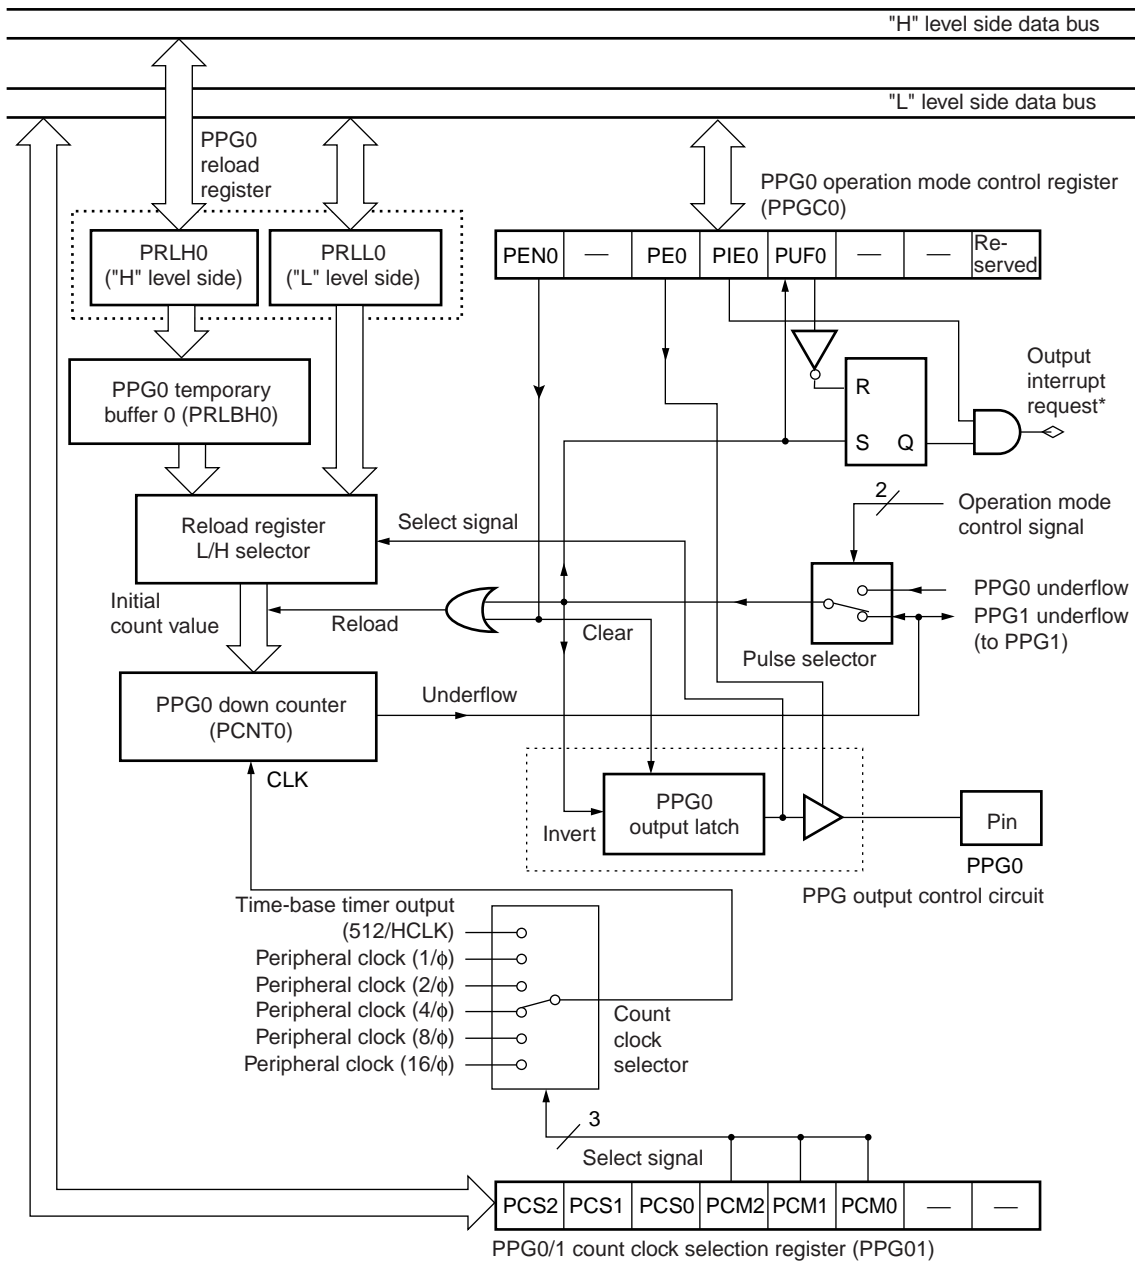 "H" level side data bus
"L" level side data bus
PPG0
reload
register
PPG0 operation mode control register
(PPGC0)
PRLH0
("H" level side)
PRLL0
("L" level side)
PEN0 — PE0 PIE0 PUF0 — — Re-
served
PPG0 temporary
buffer 0 (PRLBH0)
R
S Q
Output
interrupt
request*
Reload register
L/H selector
Select signal
2
Operation mode
control signal
Initial
count value
Reload
Clear
PPG0 underflow
PPG1 underflow
(to PPG1)
Pulse selector
PPG0 down counter
(PCNT0)
Underflow
CLK
PPG0
output latch
Invert
Pin
PPG0
PPG output control circuit
Time-base timer output
(512/HCLK)
Peripheral clock (1/ϕ)
Peripheral clock (2/ϕ)
Peripheral clock (4/ϕ)
Peripheral clock (8/ϕ)
Peripheral clock (16/ϕ)
Count
clock
selector
3
Select signal
PCS2 PCS1 PCS0 PCM2 PCM1 PCM0 — —
PPG0/1 count clock selection register (PPG01)